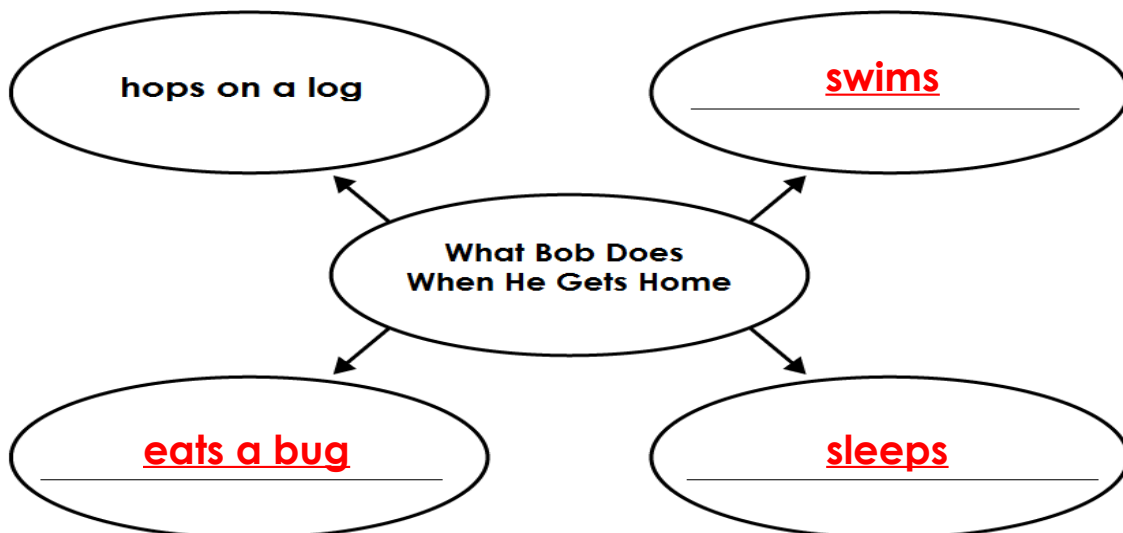 hops on a log
swims
What Bob Does
When He Gets Home
eats a bug
sleeps